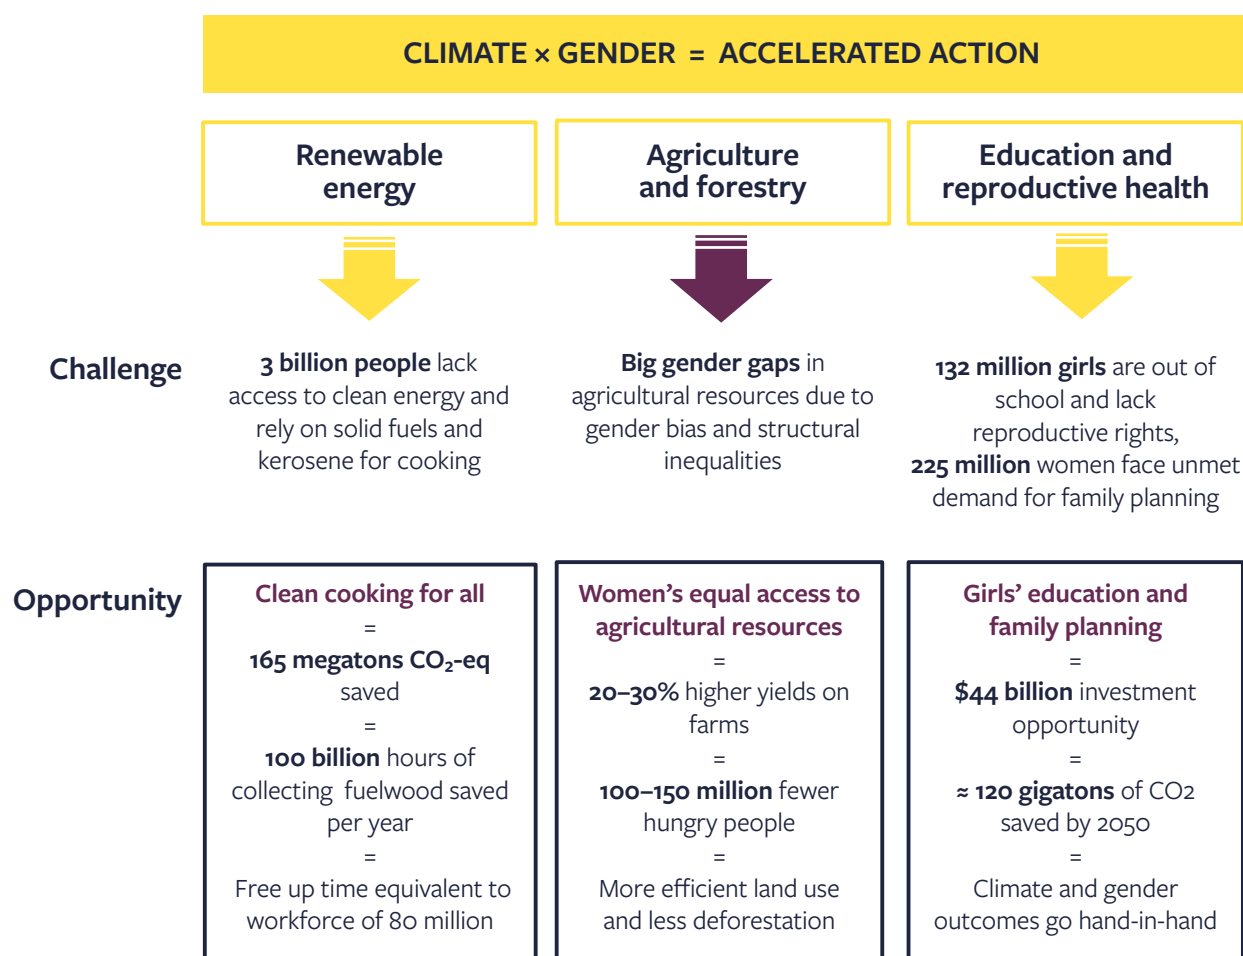 CLIMATE × GENDER = ACCELERATED ACTION
Renewable
energy
Agriculture
and forestry
Education and
reproductive health
Challenge
3 billion people lack
access to clean energy and
rely on solid fuels and
kerosene for cooking
Big gender gaps in
agricultural resources due to
gender bias and structural
inequalities
132 million girls are out of
school and lack
reproductive rights,
225 million women face unmet
demand for family planning
Opportunity
Clean cooking for all
=
165 megatons CO₂-eq
saved
=
100 billion hours of
collecting fuelwood saved
per year
=
Free up time equivalent to
workforce of 80 million
Women’s equal access to
agricultural resources
=
20–30% higher yields on
farms
=
100–150 million fewer
hungry people
=
More efficient land use
and less deforestation
Girls’ education and
family planning
=
$44 billion investment
opportunity
=
≈ 120 gigatons of CO2
saved by 2050
=
Climate and gender
outcomes go hand-in-hand